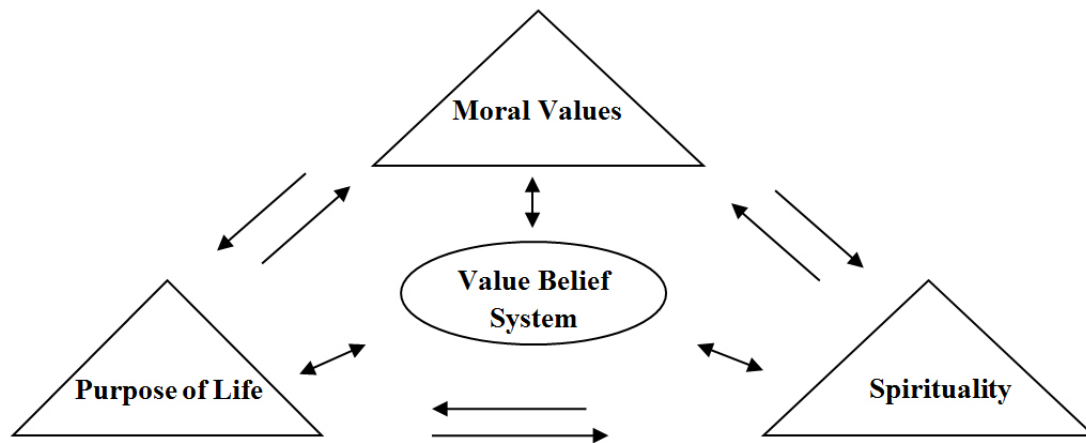 Moral Values
Value Belief
System
Purpose of Life
Spirituality